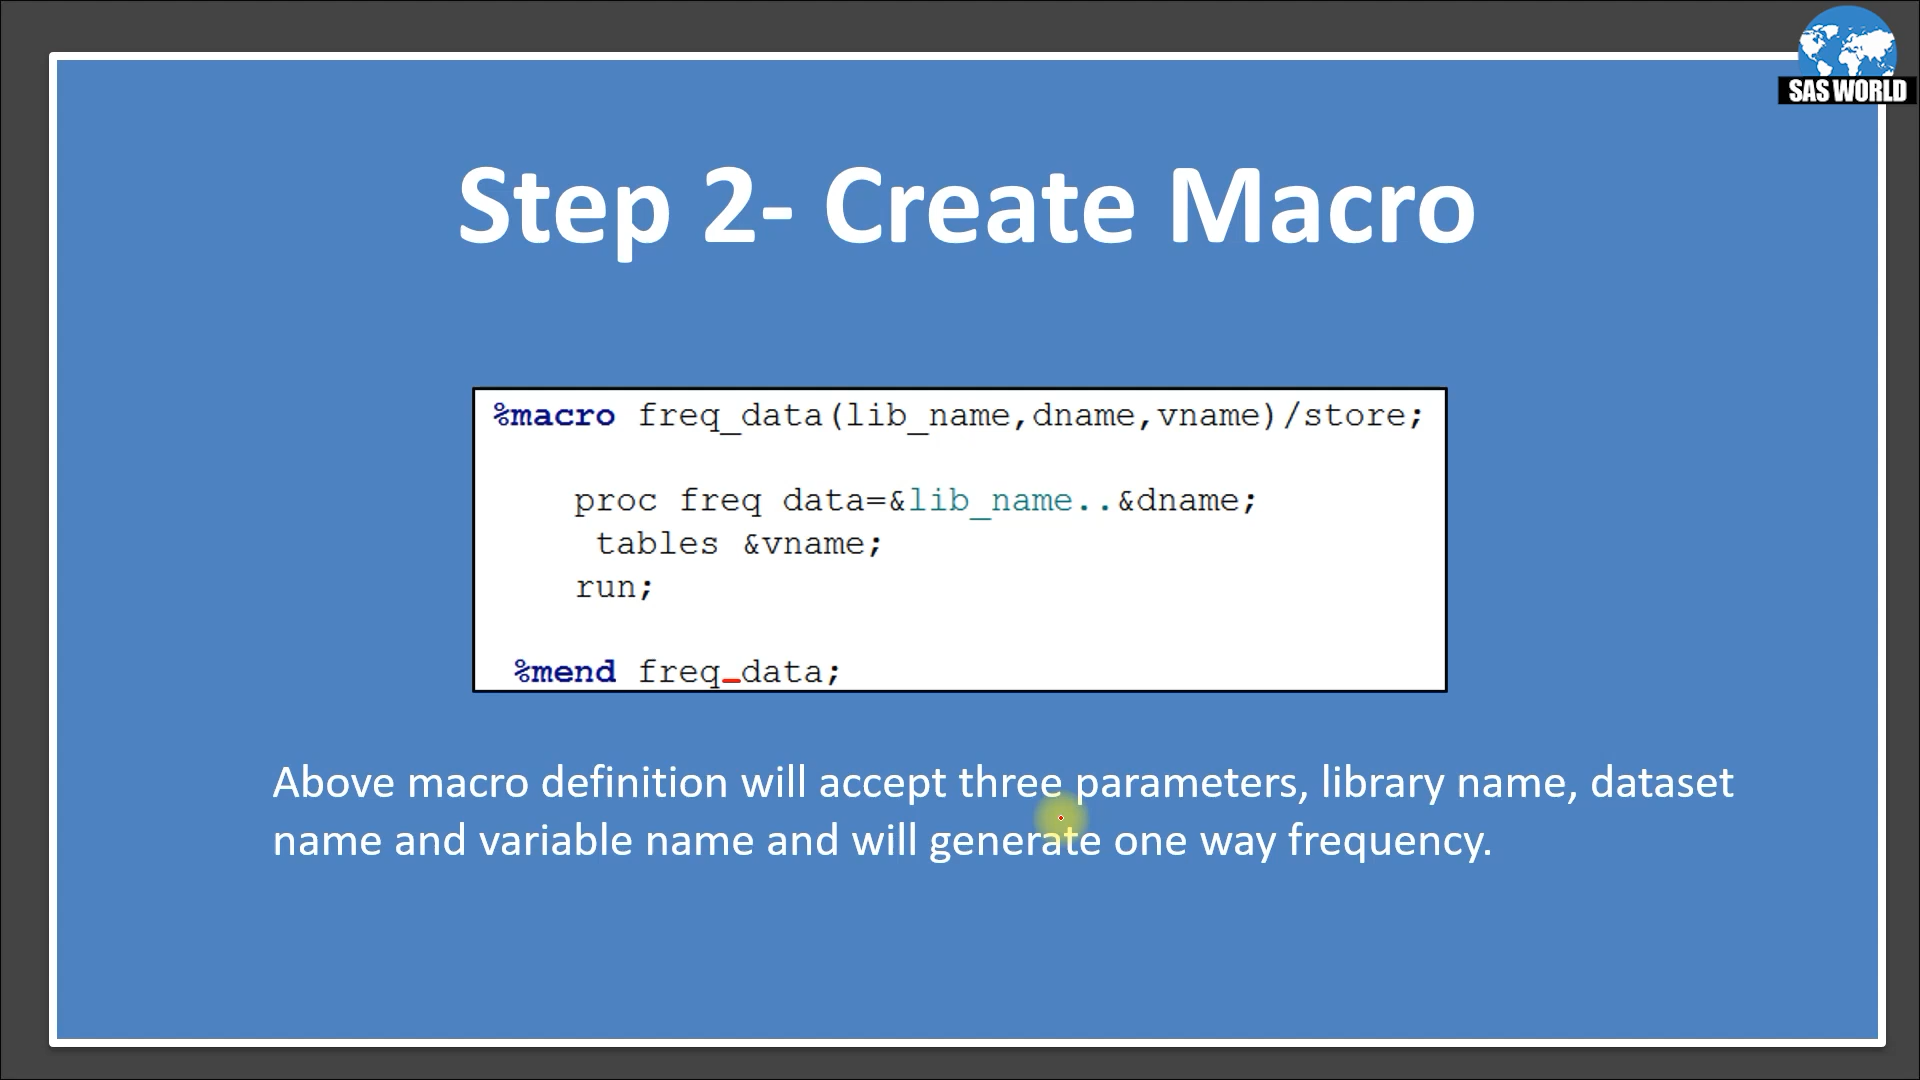 SAS WORLD
Step 2- Create Macro
%macro freq_data(lib_name,dname,vname)/store;
proc freq data=&lib_name..&dname;
tables &vname;
run;
%mend freq_data;
Above macro definition will accept three parameters, library name, dataset
name and variable name and will generate one way frequency.